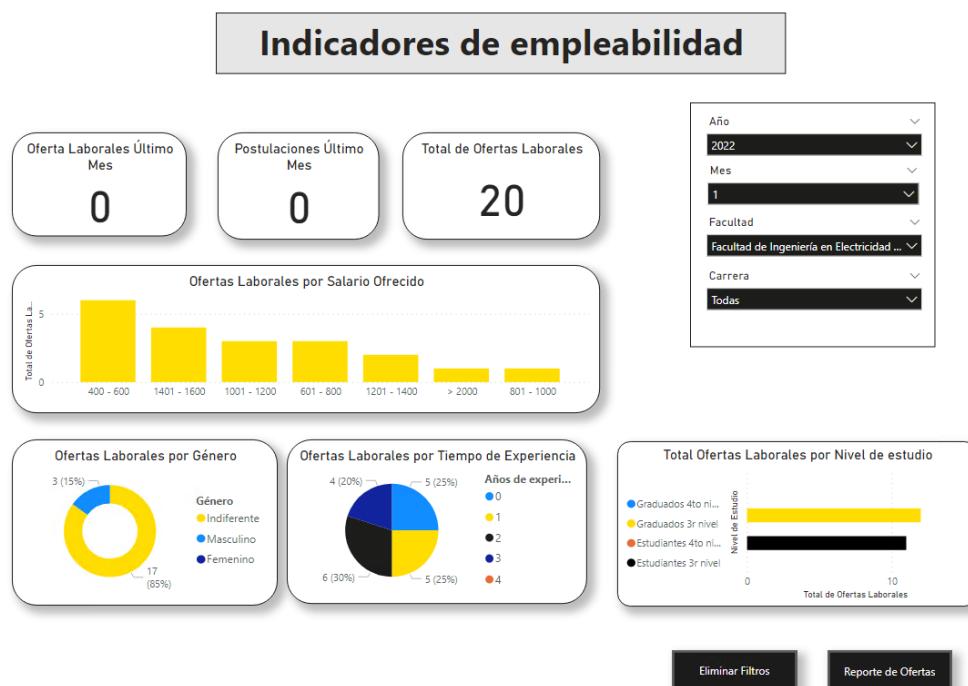 Indicadores de empleabilidad
Oferta Laborales Último
Mes
0
Postulaciones Último
Mes
0
Total de Ofertas Laborales
20
Año
2022
Mes
1
Facultad
Facultad de Ingeniería en Electricidad ...
Carrera
Todas
Ofertas Laborales por Salario Ofrecido
Total de Ofertas La...
5
0
400 - 600
1401 - 1600
1001 - 1200
601 - 800
1201 - 1400
> 2000
801 - 1000
Ofertas Laborales por Género
3 (15%)
17
(85%)
Género
Indiferente
Masculino
Femenino
Ofertas Laborales por Tiempo de Experiencia
4 (20%)
5 (25%)
6 (30%)
5 (25%)
Años de experi...
0
1
2
3
4
Total Ofertas Laborales por Nivel de estudio
Graduados 4to ni...
Graduados 3r nivel
Estudiantes 4to ni...
Estudiantes 3r nivel
Nivel de Estudio
0
10
Total de Ofertas Laborales
Eliminar Filtros
Reporte de Ofertas